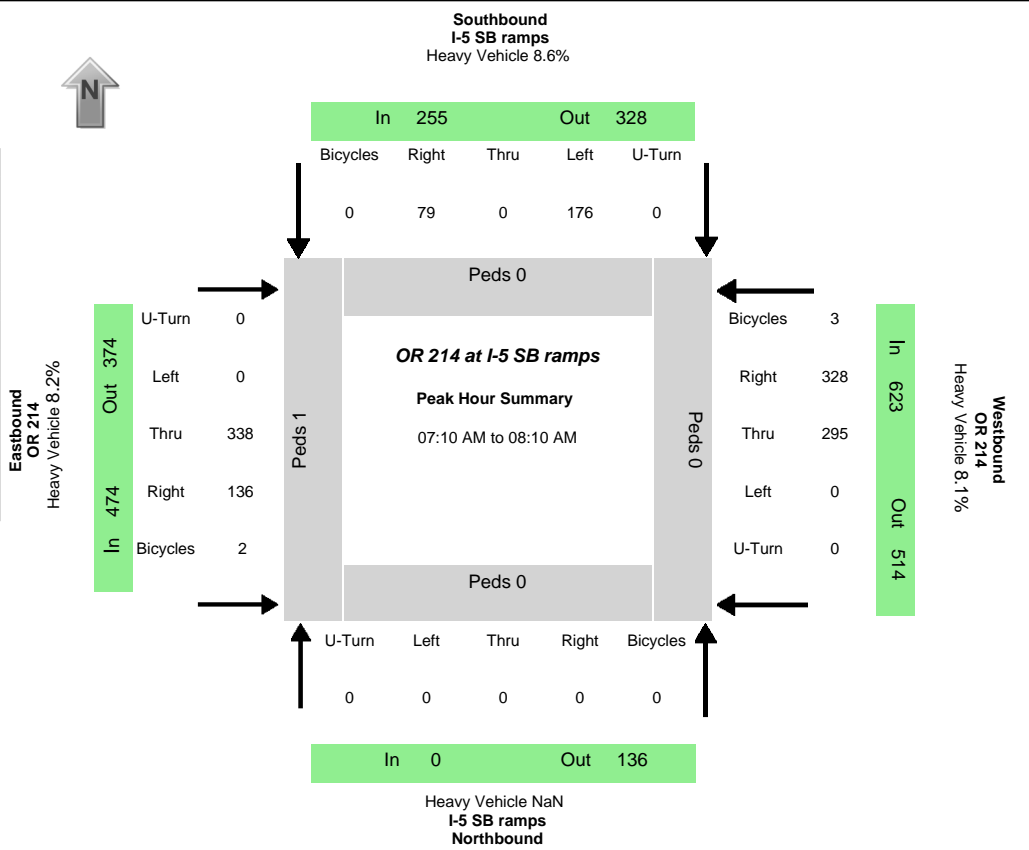 Southbound
I-5 SB ramps
Heavy Vehicle 8.6%
N
In 255 Out 328
Bicycles Right Thru Left U-Turn
0 79 0 176 0
Peds 0
Eastbound
OR 214
Heavy Vehicle 8.2%
In 474 Out 374
U-Turn 0
Left 0
Thru 338
Right 136
Bicycles 2
Peds 1
OR 214 at I-5 SB ramps
Peak Hour Summary
07:10 AM to 08:10 AM
Peds 0
Bicycles 3
Right 328
Thru 295
Left 0
U-Turn 0
In 623 Out 514
Westbound
OR 214
Heavy Vehicle 8.1%
Peds 0
U-Turn Left Thru Right Bicycles
0 0 0 0 0
In 0 Out 136
Heavy Vehicle NaN
I-5 SB ramps
Northbound